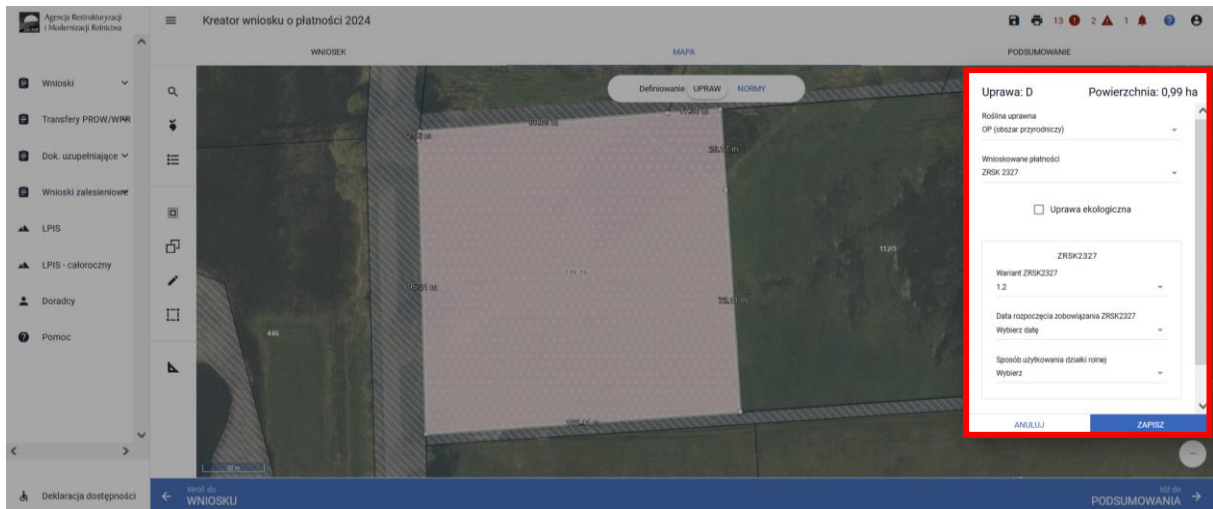 Agencja Restrukturyzacji
i Modernizacji Rolnictwa
Kreator wniosku o płatności 2024
13
2
1
WNIOSEK
MAPA
PODSUMOWANIE
Wnioski
Transfery PROW/WPR
Dok. uzupełniające
Wnioski zalesieniowe
LPIS
LPIS - całoroczny
Doradcy
Pomoc
Deklaracja dostępności
Definiowanie UPRAW NORMY
446
Uprawa: D
Powierzchnia: 0,99 ha
Roślina uprawna
OP (obszar przyrodniczy)
Wnioskowane płatności
ZRSK 2327
Uprawa ekologiczna
ZRSK2327
Wariant ZRSK2327
1.2
Data rozpoczęcia zobowiązania ZRSK2327
Wybierz datę
Sposób użytkowania działki rolnej
Wybierz
ANULUJ
ZAPISZ
Wróć do
WNIOSKU
Idź do
PODSUMOWANIA